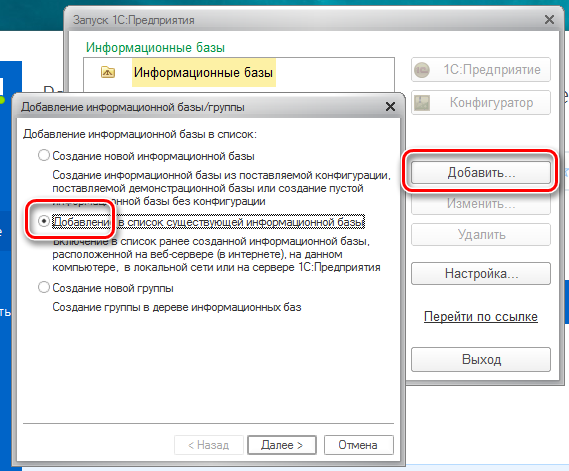 Запуск 1С:Предприятия
Информационные базы
Информационные базы
1С:Предприятие
Конфигуратор
Добавить...
Изменить...
Удалить
Настройка...
Перейти по ссылке
Выход
Добавление информационной базы/группы
Добавление информационной базы в список:
Создание новой информационной базы
Создание информационной базы из поставляемой конфигурации,
поставляемой демонстрационной базы или создание пустой
информационной базы без конфигурации
Добавление в список существующей информационной базы
Включение в список ранее созданной информационной базы,
расположенной на веб-сервере (в интернете), на данном
компьютере, в локальной сети или на сервере 1С:Предприятия
Создание новой группы
Создание группы в дереве информационных баз
< Назад
Далее >
Отмена